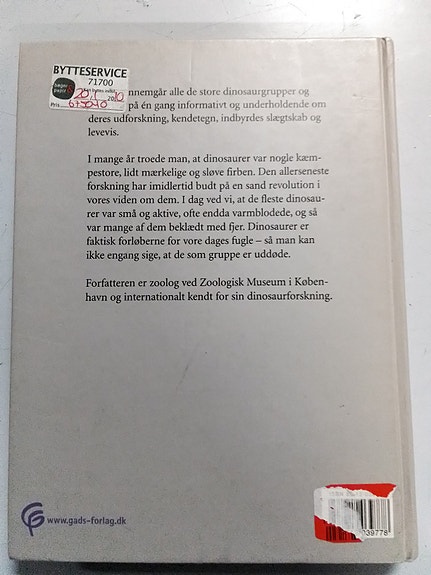 BYTTESERVICE
71700
bøger
papir
Pris
ennemgår alle de store dinosaurgrupper og
på én gang informativt og underholdende om
deres udforskning, kendetegn, indbyrdes slægtskab og
levevis.
I mange år troede man, at dinosaurer var nogle kæm-
pestore, lidt mærkelige og sløve firben. Den allerseneste
forskning har imidlertid budt på en sand revolution i
vores viden om dem. I dag ved vi, at de fleste dinosau-
rer var små og aktive, ofte endda varmblodede, og så
var mange af dem beklædt med fjer. Dinosaurer er
faktisk forløberne for vore dages fugle – så man kan
ikke engang sige, at de som gruppe er uddøde.
Forfatteren er zoolog ved Zoologisk Museum i Køben-
havn og internationalt kendt for sin dinosaurforskning.
www.gads-forlag.dk
039778